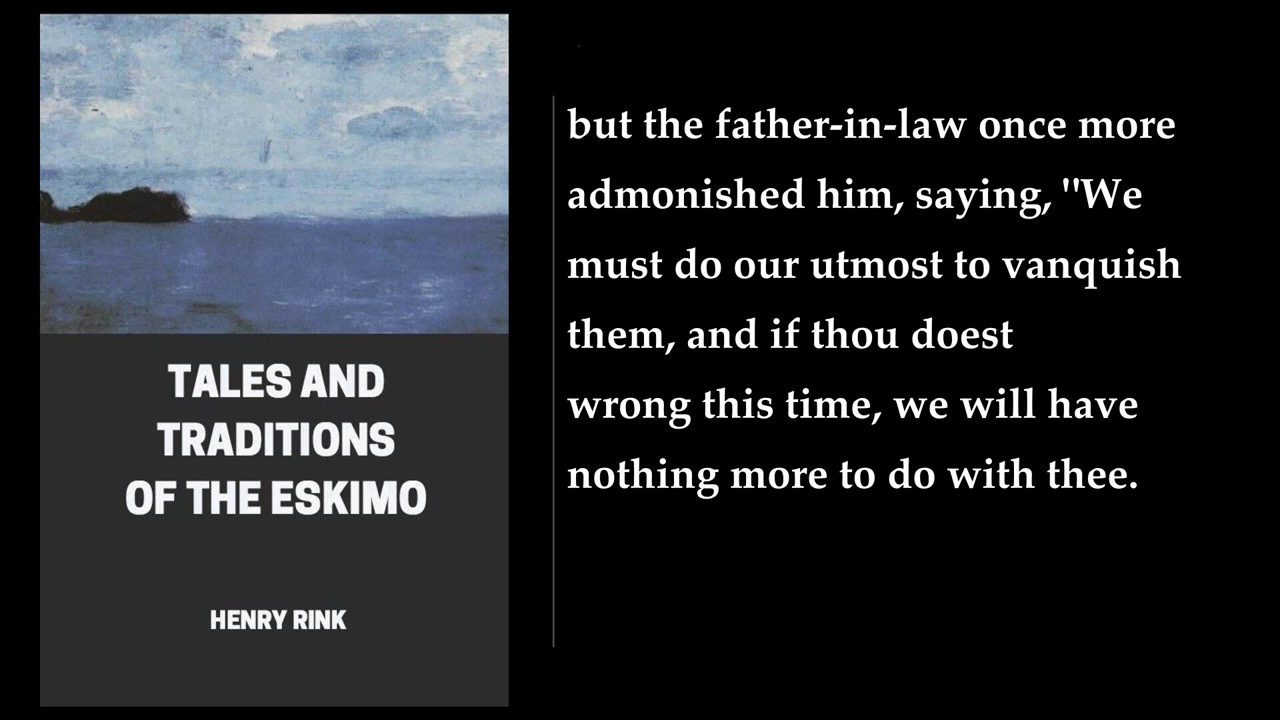 TALES AND
TRADITIONS
OF THE ESKIMO
HENRY RINK
but the father-in-law once more
admonished him, saying, "We
must do our utmost to vanquish
them, and if thou doest
wrong this time, we will have
nothing more to do with thee.